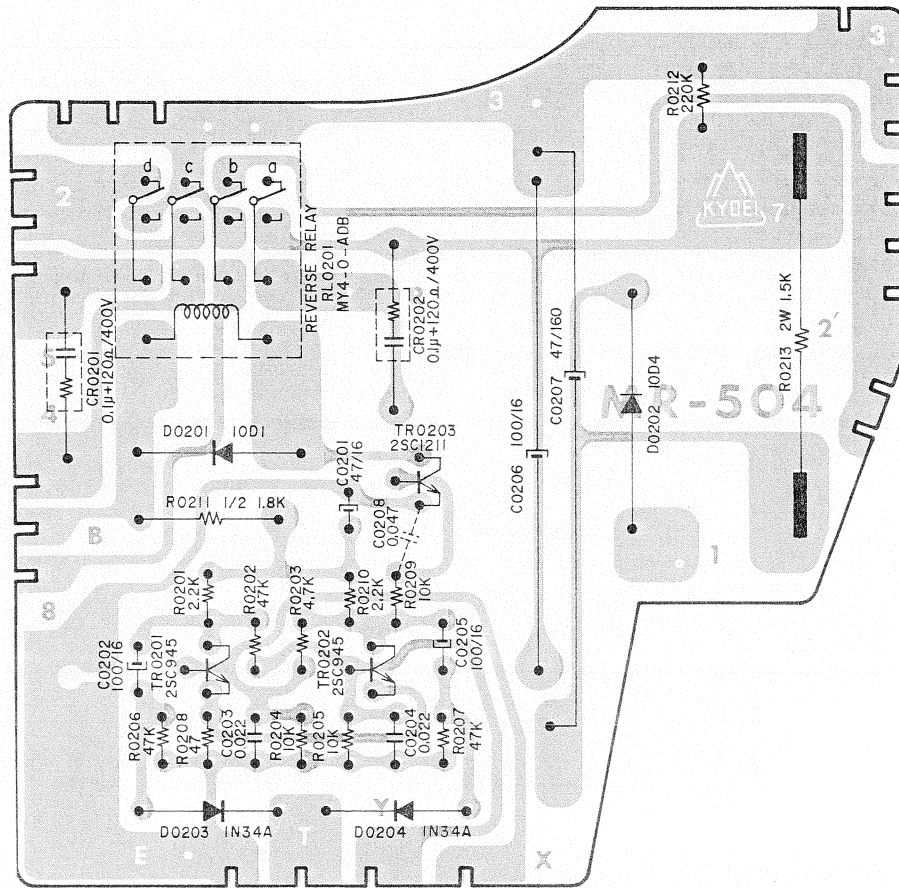 3
3
R0212
220K
d
c
b
a
2
KYOEI
7
REVERSE RELAY
RL0201
MY4-0-ADB
CR0202
0.1μ+120Ω/400V
5
4
CR0201
0.1μ+120Ω/400V
C0207 47/160
R0213 2W 1.5K
2'
MR-504
D0202 10D4
C0206 100/16
D0201 10D1
TR0203
2SC1211
C0201
47/16
R0211 1/2 1.8K
C0208
0.047
B
1
8
R0201
2.2K
R0202
47K
R0203
4.7K
R0210
2.2K
R0209
10K
C0202
100/16
TR0201
2SC945
TR0202
2SC945
C0205
100/16
R0206
47K
R0208
47
C0203
0.022
R0204
10K
R0205
10K
C0204
0.022
R0207
47K
D0203 1N34A
Y
D0204 1N34A
E
T
X